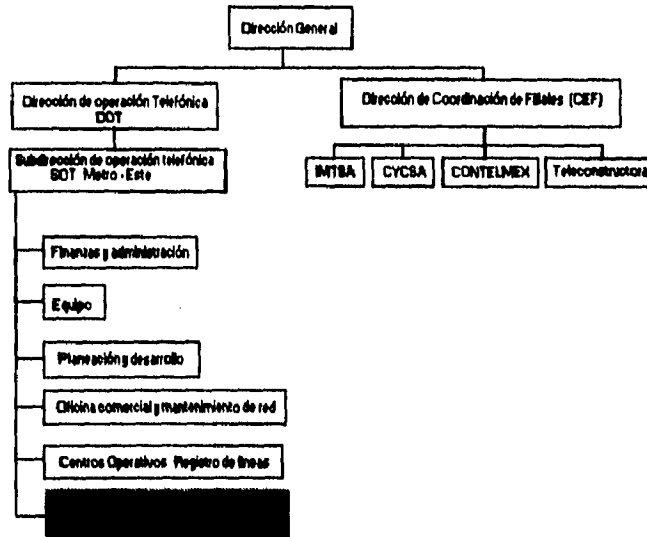 Dirección General
Dirección de operación Telefónica
DOT
Dirección de Coordinación de Filiales (CEF)
Subdirección de operación telefónica
SOT Metro - Este
IMTSA
CYCSA
CONTELMEX
Teleconstructora
Finanzas y administración
Equipo
Planeación y desarrollo
Oficina comercial y mantenimiento de red
Centros Operativos Registro de líneas